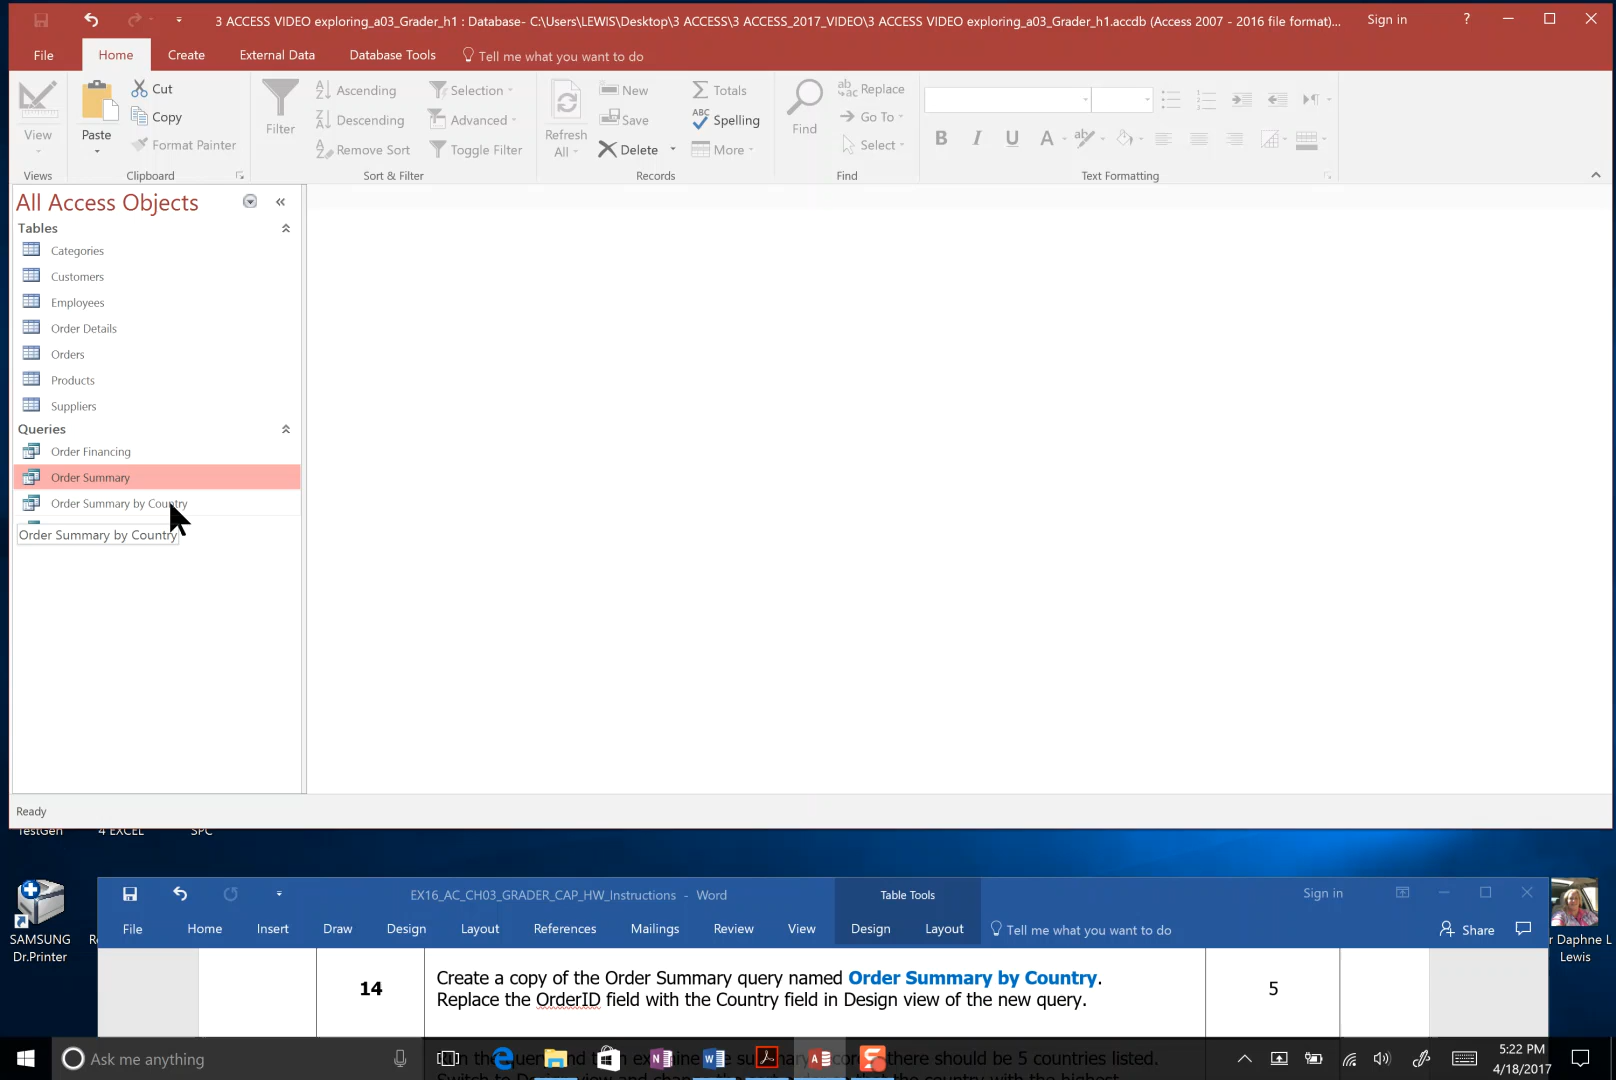 3 ACCESS VIDEO exploring_a03_Grader_h1 : Database- C:\Users\LEWIS\Desktop\3 ACCESS\3 ACCESS_2017_VIDEO\3 ACCESS VIDEO exploring_a03_Grader_h1.accdb (Access 2007 - 2016 file format)... Sign in ?
File Home Create External Data Database Tools Tell me what you want to do
View
Views
Paste
Cut
Copy
Format Painter
Clipboard
Filter
Ascending
Descending
Remove Sort
Selection
Advanced
Toggle Filter
Sort & Filter
Refresh
All
New
Save
Delete
Totals
Spelling
More
Records
Find
Replace
Go To
Select
Find
B I U A
Text Formatting
All Access Objects
Tables
Categories
Customers
Employees
Order Details
Orders
Products
Suppliers
Queries
Order Financing
Order Summary
Order Summary by Country
Order Summary by Country
Ready
TestGen 4 EXCEL SPC
SAMSUNG
Dr.Printer
EX16_AC_CH03_GRADER_CAP_HW_Instructions - Word
Table Tools
Sign in
File Home Insert Draw Design Layout References Mailings Review View Design Layout Tell me what you want to do Share
r Daphne L
Lewis
14
Create a copy of the Order Summary query named Order Summary by Country.
Replace the OrderID field with the Country field in Design view of the new query.
5
Ask me anything
there should be 5 countries listed.
5:22 PM
4/18/2017